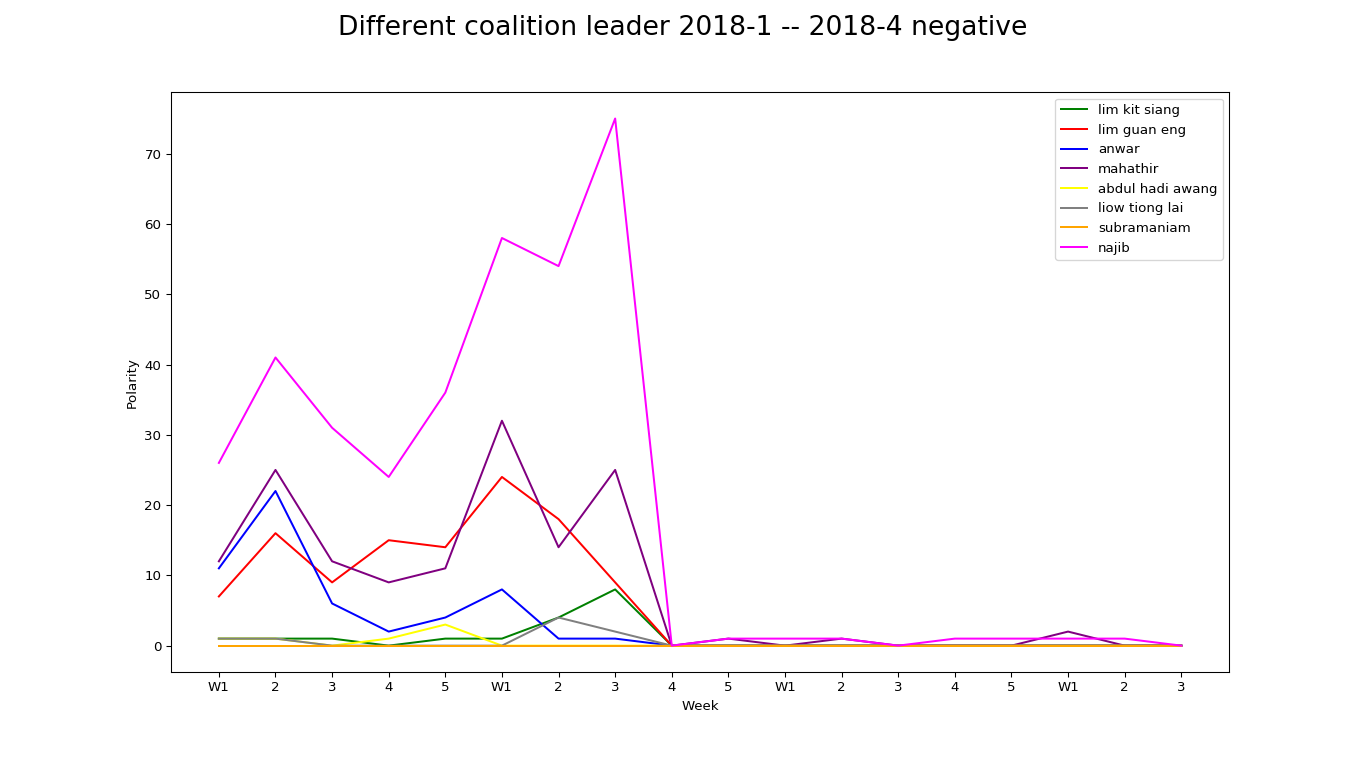 Different coalition leader 2018-1 -- 2018-4 negative
lim kit siang
lim guan eng
anwar
mahathir
abdul hadi awang
liow tiong lai
subramaniam
najib
70
60
50
40
30
20
10
0
Polarity
W1 2 3 4 5 W1 2 3 4 5 W1 2 3 4 5 W1 2 3
Week